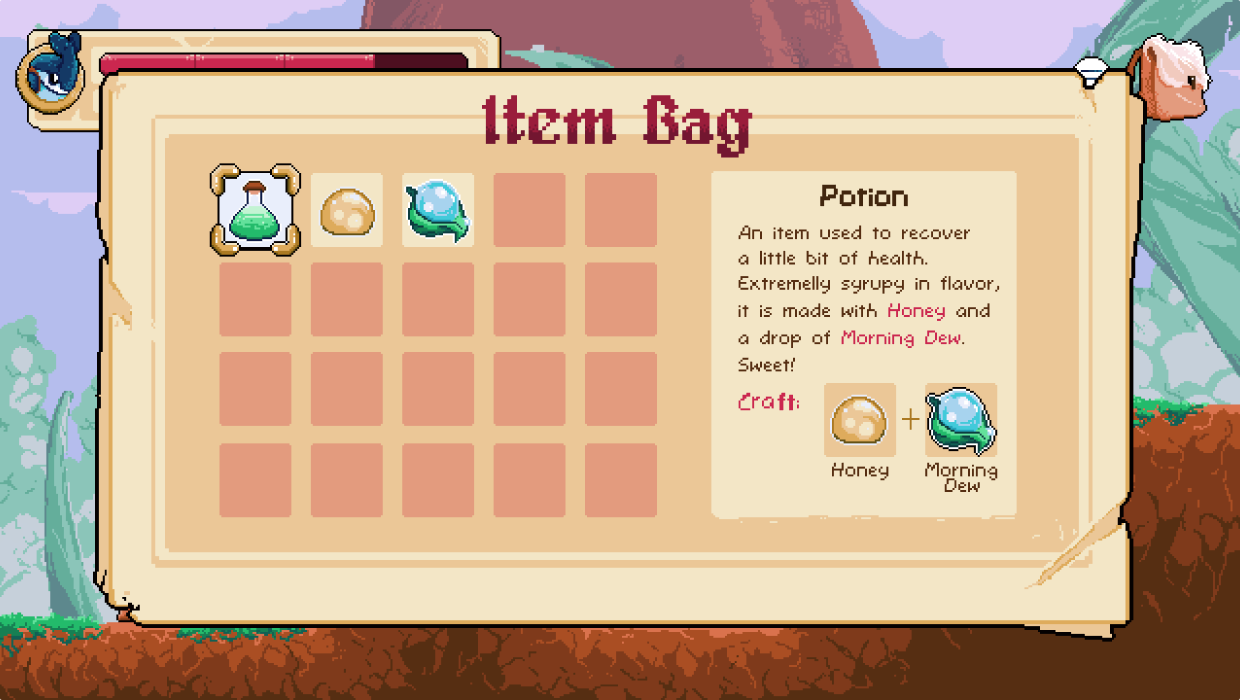 Item Bag
Potion
An item used to recover
a little bit of health.
Extremelly syrupy in flavor,
it is made with Honey and
a drop of Morning Dew.
Sweet!
Craft:
+
Honey
Morning
Dew